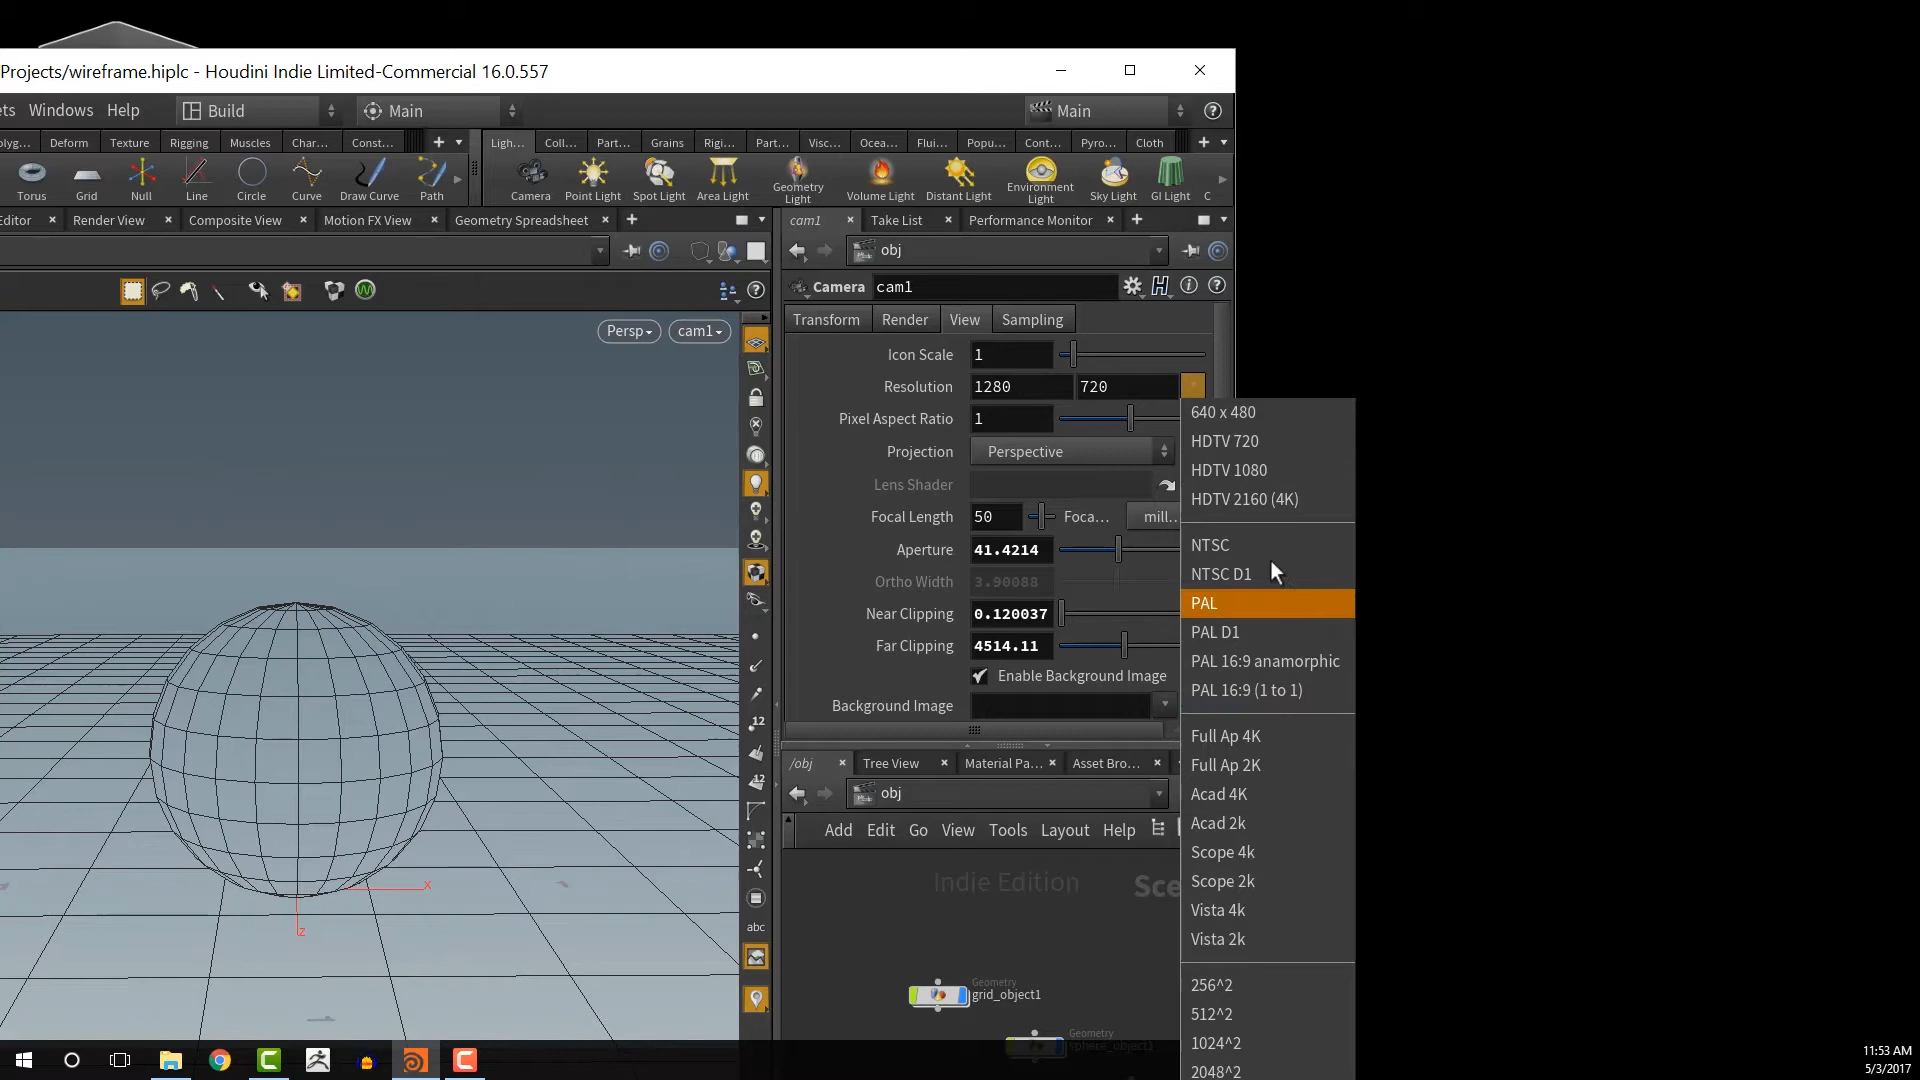 Projects/wireframe.hiplc - Houdini Indie Limited-Commercial 16.0.557
ets Windows Help Build Main Main
olyg... Deform Texture Rigging Muscles Char... Const... Ligh... Coll... Part... Grains Rigi... Part... Visc... Ocea... Flui... Popu... Cont... Pyro... Cloth
Torus Grid Null Line Circle Curve Draw Curve Path Camera Point Light Spot Light Area Light Geometry Light Volume Light Distant Light Environment Light Sky Light GI Light C
Editor Render View Composite View Motion FX View Geometry Spreadsheet cam1 Take List Performance Monitor
obj
Camera cam1
Transform Render View Sampling
Persp cam1
Icon Scale 1
Resolution 1280 720
Pixel Aspect Ratio 1
Projection Perspective
Lens Shader
Focal Length 50 Foca... mill...
Aperture 41.4214
Ortho Width 3.90088
Near Clipping 0.120037
Far Clipping 4514.11
Enable Background Image
Background Image
640 x 480
HDTV 720
HDTV 1080
HDTV 2160 (4K)
NTSC
NTSC D1
PAL
PAL D1
PAL 16:9 anamorphic
PAL 16:9 (1 to 1)
Full Ap 4K
Full Ap 2K
Acad 4K
Acad 2k
Scope 4k
Scope 2k
Vista 4k
Vista 2k
256^2
512^2
1024^2
2048^2
12
12
abc
x
z
/obj Tree View Material Pa... Asset Bro...
obj
Add Edit Go View Tools Layout Help
Indie Edition Sce
Geometry
grid_object1
Geometry
sphere_object1
11:53 AM
5/3/2017